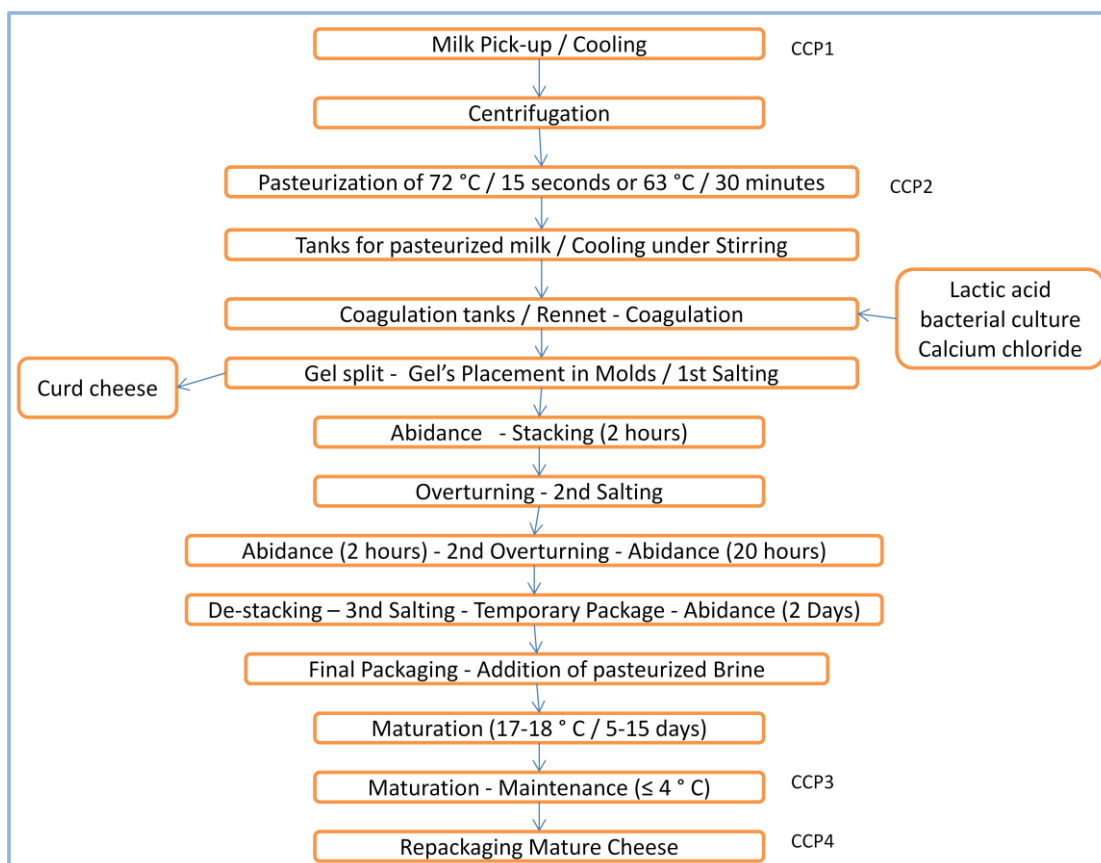 Milk Pick-up / Cooling
CCP1
Centrifugation
Pasteurization of 72 °C / 15 seconds or 63 °C / 30 minutes
CCP2
Tanks for pasteurized milk / Cooling under Stirring
Coagulation tanks / Rennet - Coagulation
Lactic acid
bacterial culture
Calcium chloride
Gel split - Gel's Placement in Molds / 1st Salting
Curd cheese
Abidance - Stacking (2 hours)
Overturning - 2nd Salting
Abidance (2 hours) - 2nd Overturning - Abidance (20 hours)
De-stacking – 3nd Salting - Temporary Package - Abidance (2 Days)
Final Packaging - Addition of pasteurized Brine
Maturation (17-18 ° C / 5-15 days)
Maturation - Maintenance (≤ 4 ° C)
CCP3
Repackaging Mature Cheese
CCP4